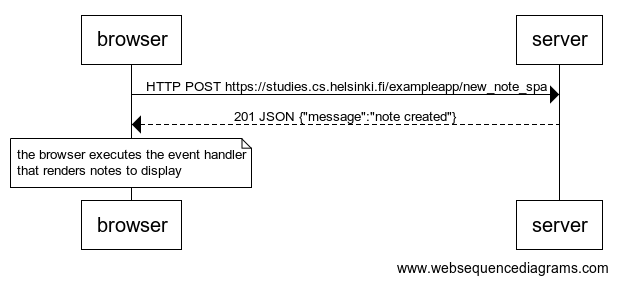 browser
server
HTTP POST https://studies.cs.helsinki.fi/exampleapp/new_note_spa
201 JSON {"message":"note created"}
the browser executes the event handler
that renders notes to display
browser
server
www.websequencediagrams.com